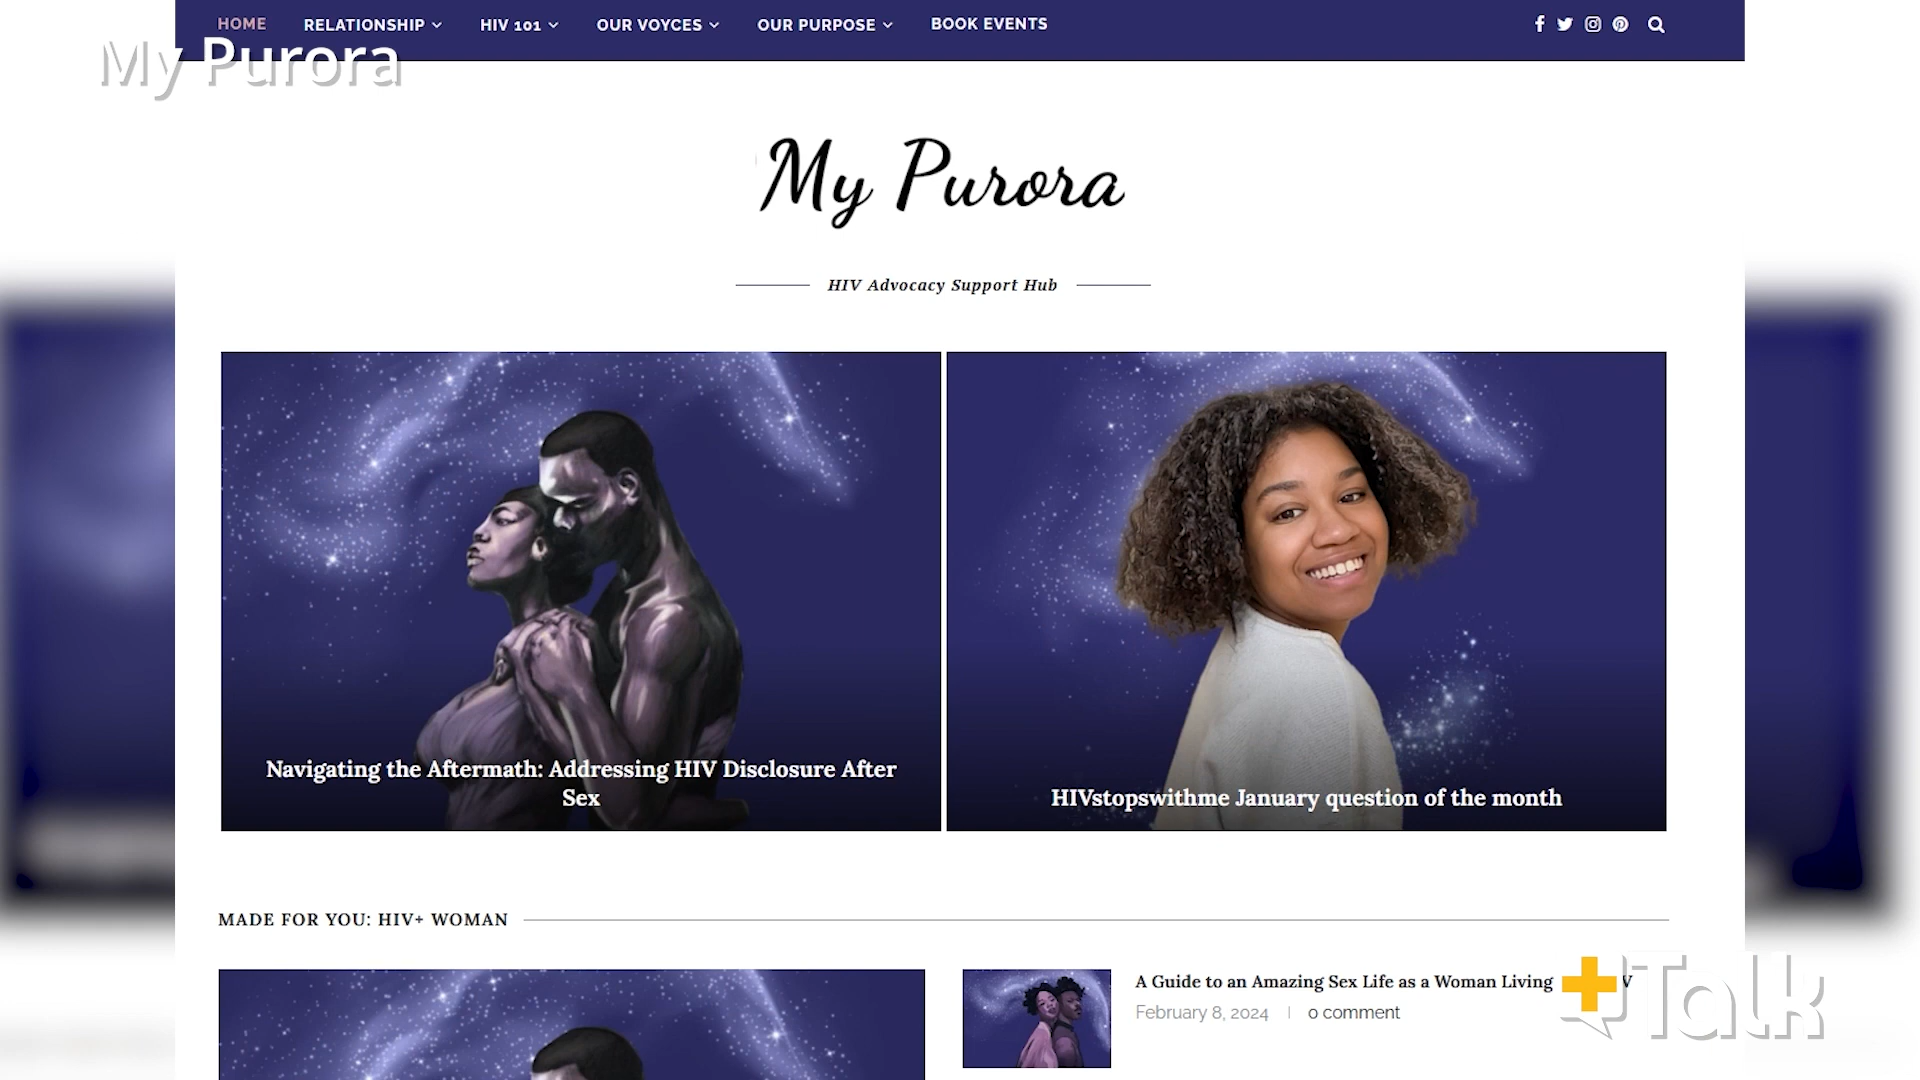 HOME RELATIONSHIP HIV 101 OUR VOYCES OUR PURPOSE BOOK EVENTS
My Purora
My Purora
HIV Advocacy Support Hub
Navigating the Aftermath: Addressing HIV Disclosure After
Sex
HIVstopswithme January question of the month
MADE FOR YOU: HIV+ WOMAN
A Guide to an Amazing Sex Life as a Woman Living
February 8, 2024 | 0 comment
Talk